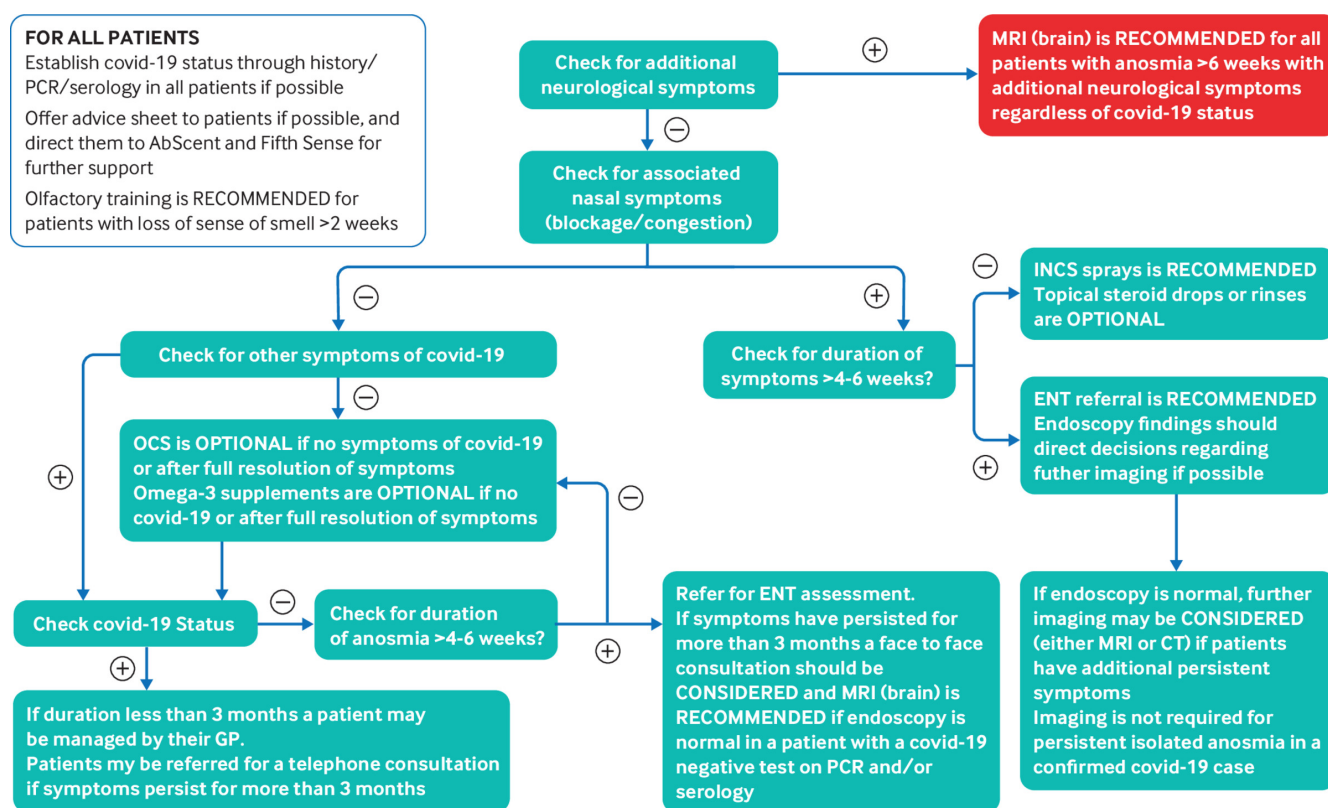 FOR ALL PATIENTS
Establish covid-19 status through history/
PCR/serology in all patients if possible
Offer advice sheet to patients if possible, and
direct them to AbScent and Fifth Sense for
further support
Olfactory training is RECOMMENDED for
patients with loss of sense of smell >2 weeks
Check for additional
neurological symptoms
+
MRI (brain) is RECOMMENDED for all
patients with anosmia >6 weeks with
additional neurological symptoms
regardless of covid-19 status
−
Check for associated
nasal symptoms
(blockage/congestion)
−
+
Check for other symptoms of covid-19
Check for duration of
symptoms >4-6 weeks?
−
INCS sprays is RECOMMENDED
Topical steroid drops or rinses
are OPTIONAL
+
ENT referral is RECOMMENDED
Endoscopy findings should
direct decisions regarding
futher imaging if possible
−
OCS is OPTIONAL if no symptoms of covid-19
or after full resolution of symptoms
Omega-3 supplements are OPTIONAL if no
covid-19 or after full resolution of symptoms
+
−
Check covid-19 Status
−
Check for duration
of anosmia >4-6 weeks?
+
Refer for ENT assessment.
If symptoms have persisted for
more than 3 months a face to face
consultation should be
CONSIDERED and MRI (brain) is
RECOMMENDED if endoscopy is
normal in a patient with a covid-19
negative test on PCR and/or
serology
If endoscopy is normal, further
imaging may be CONSIDERED
(either MRI or CT) if patients
have additional persistent
symptoms
Imaging is not required for
persistent isolated anosmia in a
confirmed covid-19 case
+
If duration less than 3 months a patient may
be managed by their GP.
Patients my be referred for a telephone consultation
if symptoms persist for more than 3 months